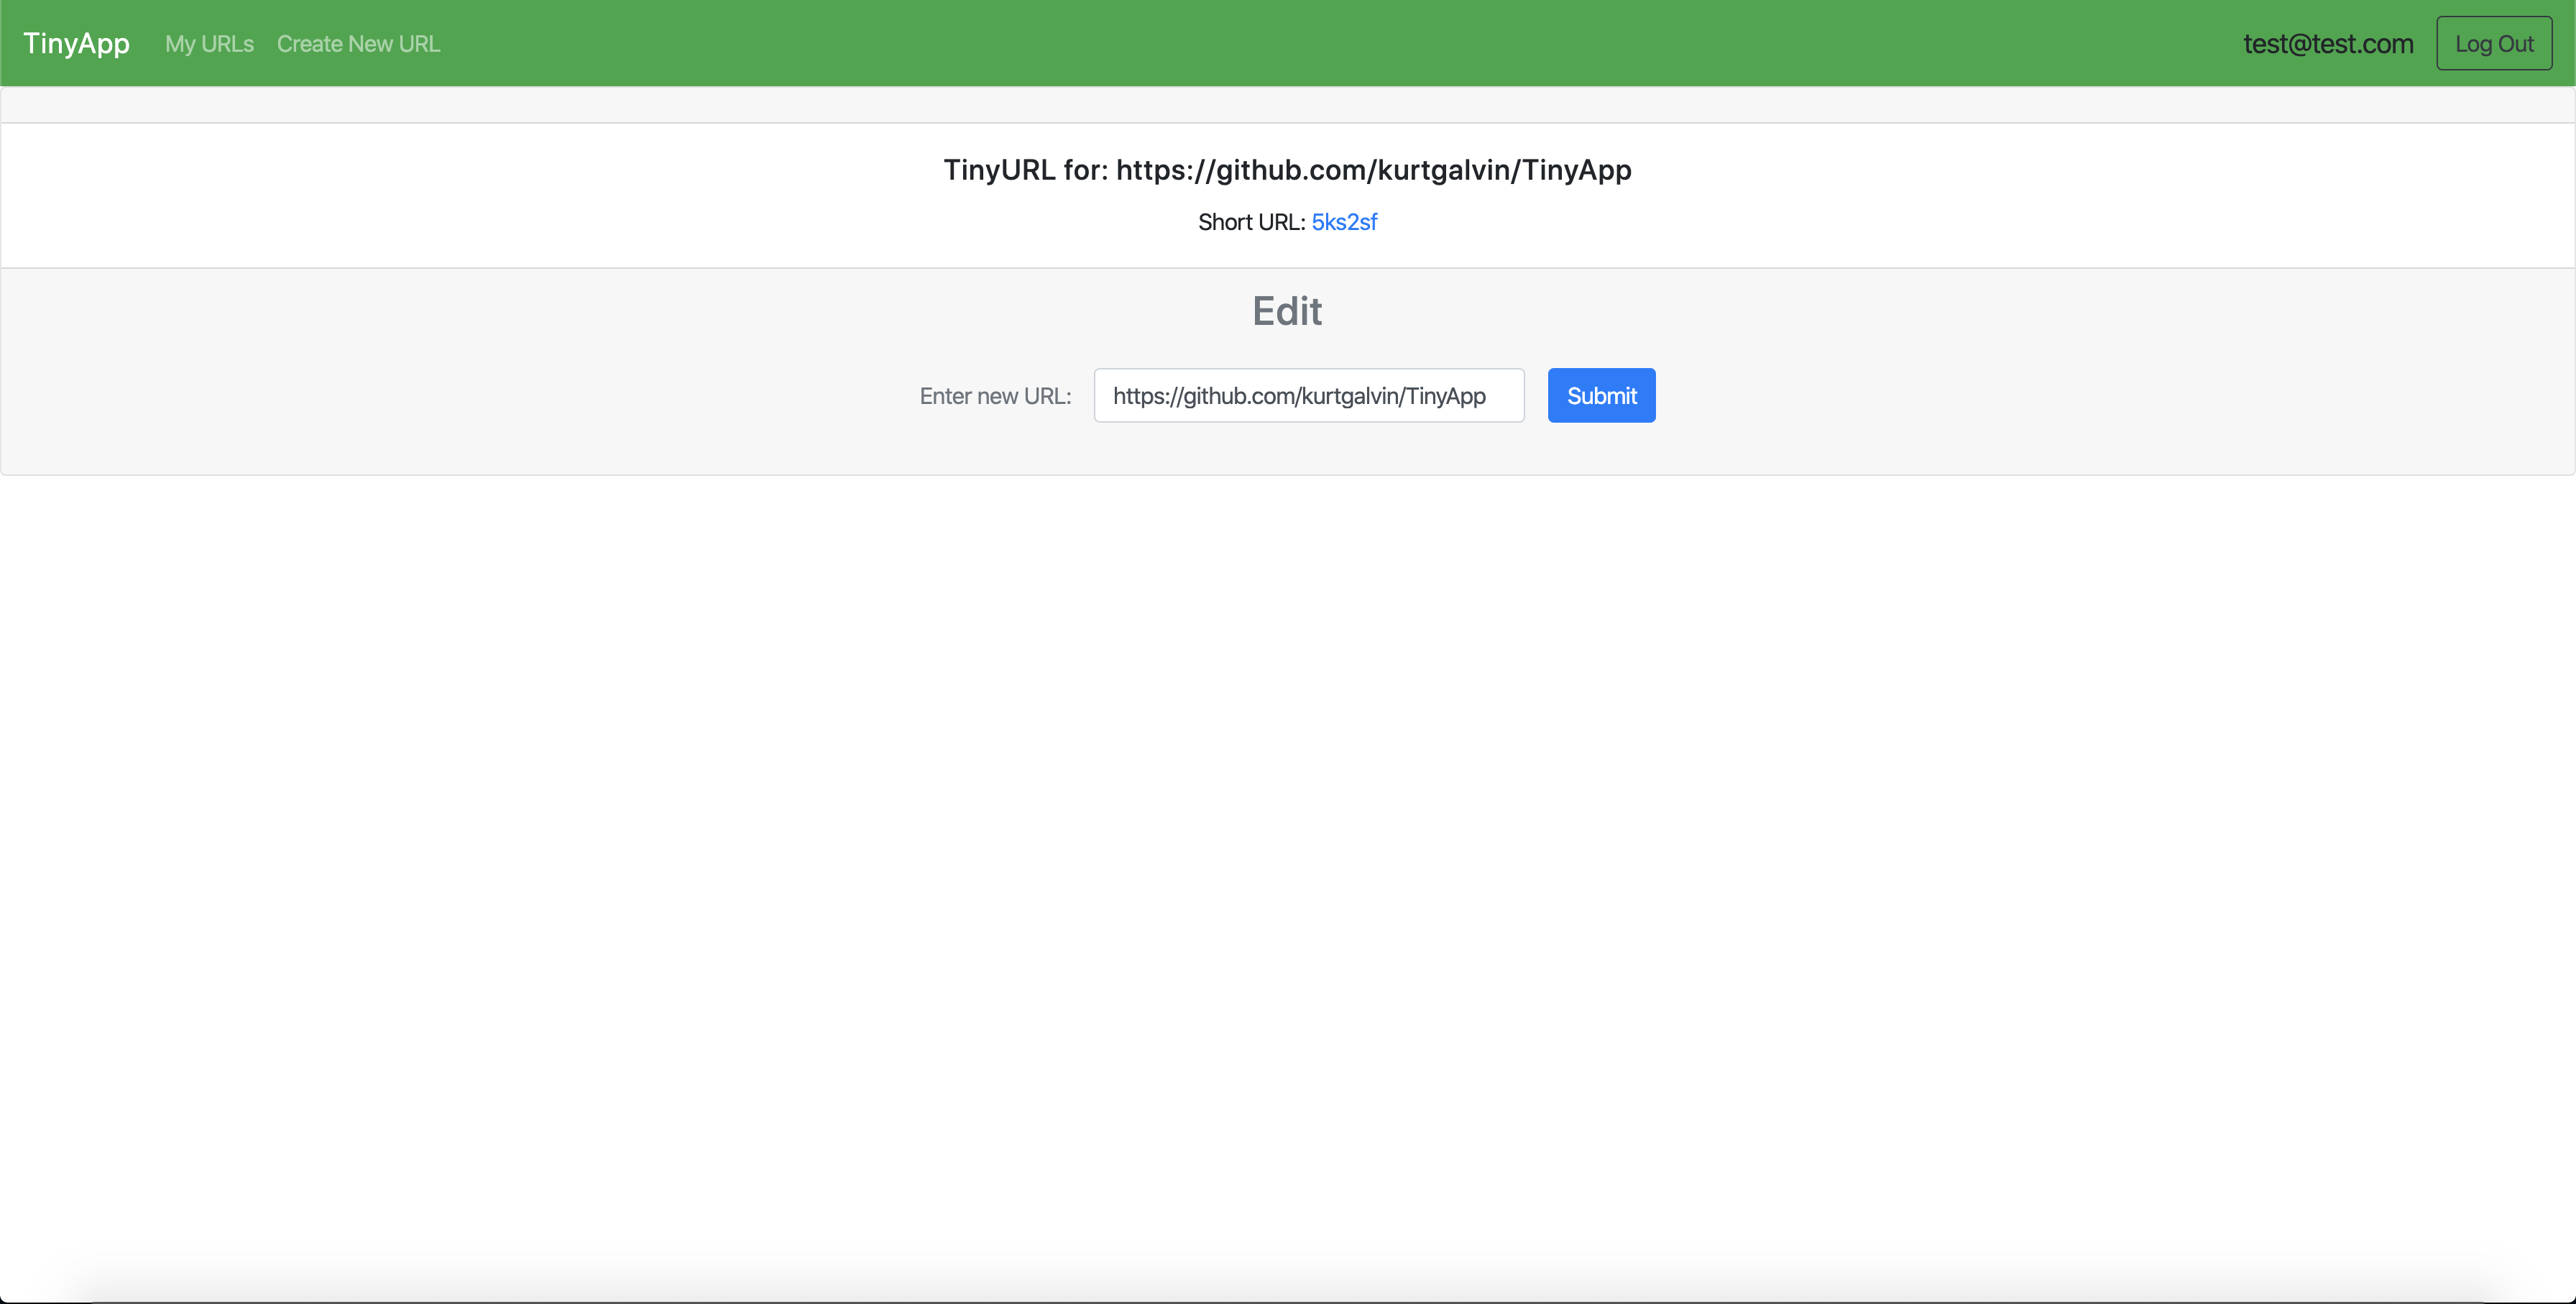 TinyApp My URLs Create New URL test@test.com Log Out
TinyURL for: https://github.com/kurtgalvin/TinyApp
Short URL: 5ks2sf
Edit
Enter new URL: https://github.com/kurtgalvin/TinyApp Submit